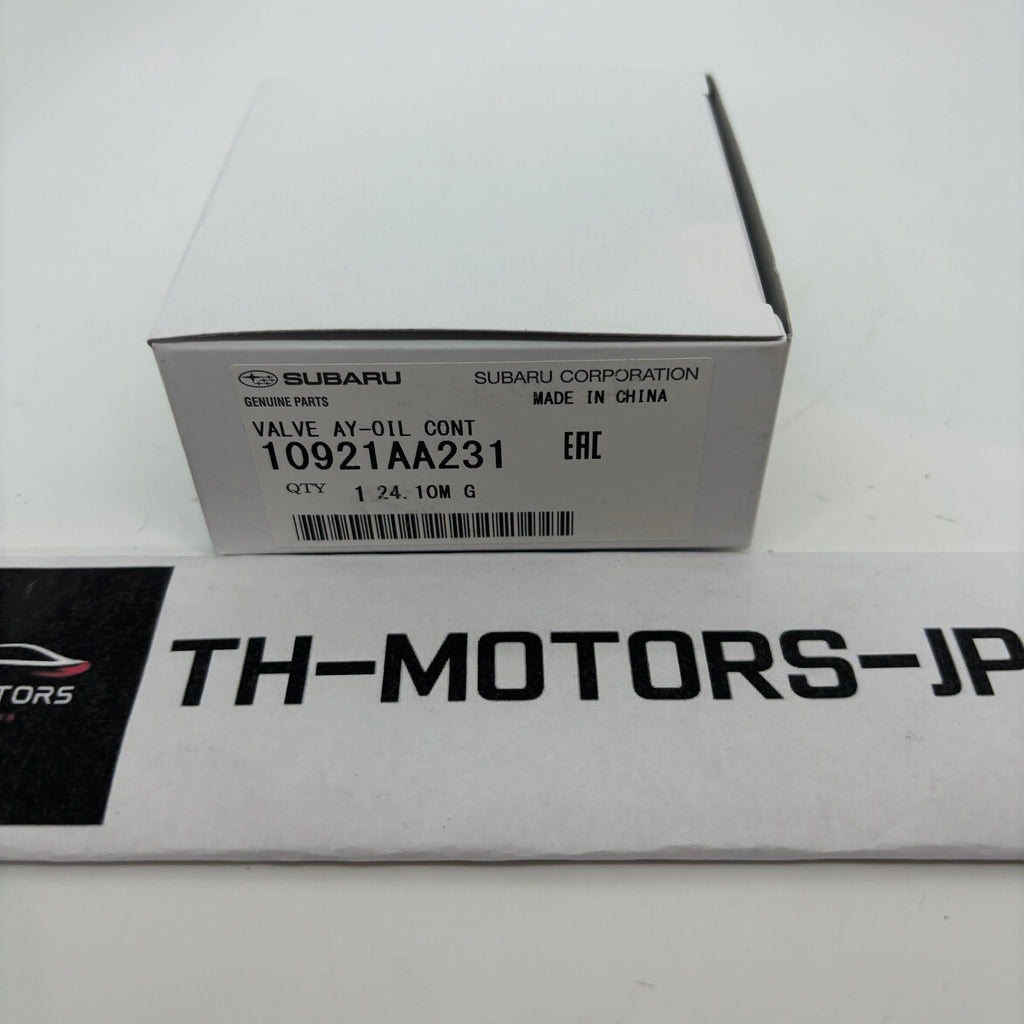 SUBARU SUBARU CORPORATION
GENUINE PARTS MADE IN CHINA
VALVE AY-OIL CONT
10921AA231 EAC
QTY 1 24.10M G
TH-MOTORS-JP
TORS